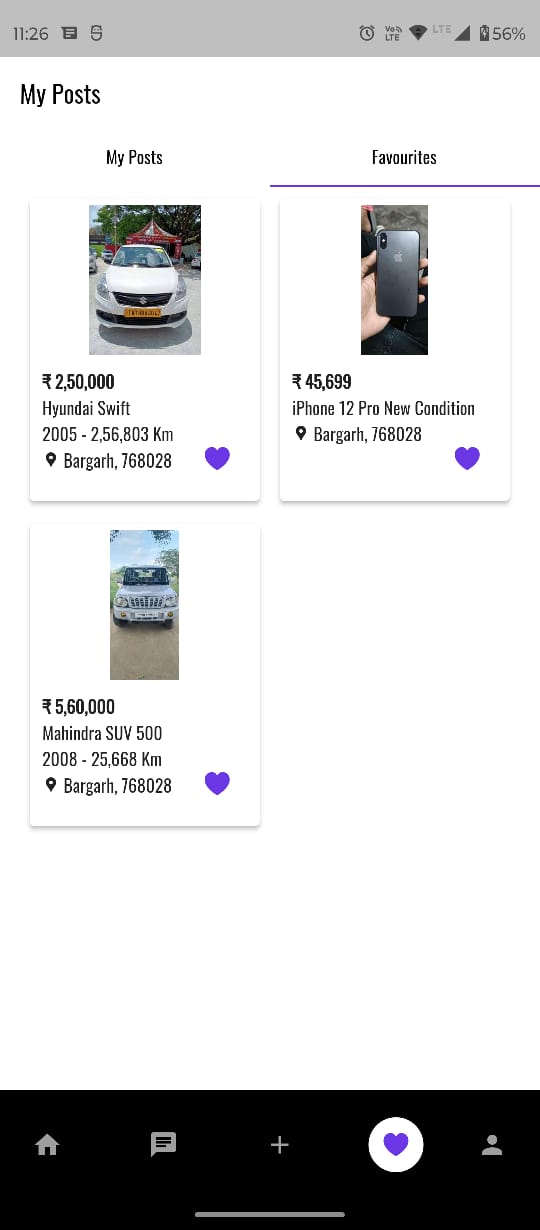 11:26
Vo
LTE
LTE
56%
My Posts
My Posts
Favourites
₹ 2,50,000
Hyundai Swift
2005 - 2,56,803 Km
Bargarh, 768028
₹ 45,699
iPhone 12 Pro New Condition
Bargarh, 768028
₹ 5,60,000
Mahindra SUV 500
2008 - 25,668 Km
Bargarh, 768028